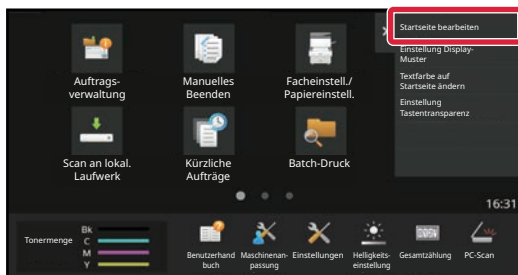 Startseite bearbeiten
Einstellung Display-
Muster
Textfarbe auf
Startseite ändern
Einstellung
Tastentransparenz
Auftrags-
verwaltung
Manuelles
Beenden
Facheinstell./
Papiereinstell.
Scan an lokal.
Laufwerk
Kürzliche
Aufträge
Batch-Druck
16:31
Tonermenge
Bk
C
M
Y
Benutzerhand
buch
Maschinenan-
passung
Einstellungen
Helligkeits-
einstellung
Gesamtzählung
PC-Scan